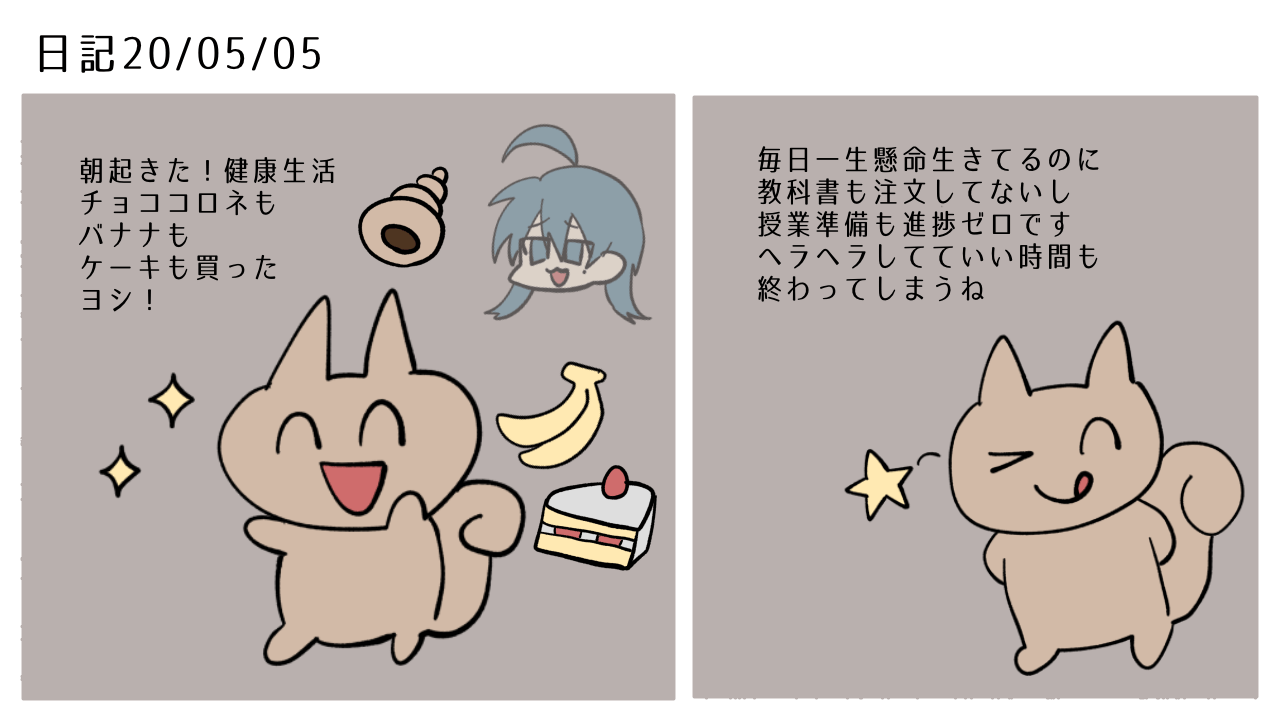 日記20/05/05
朝起きた！健康生活
チョココロネも
バナナも
ケーキも買った
ヨシ！
毎日一生懸命生きてるのに
教科書も注文してないし
授業準備も進捗ゼロです
ヘラヘラしてていい時間も
終わってしまうね